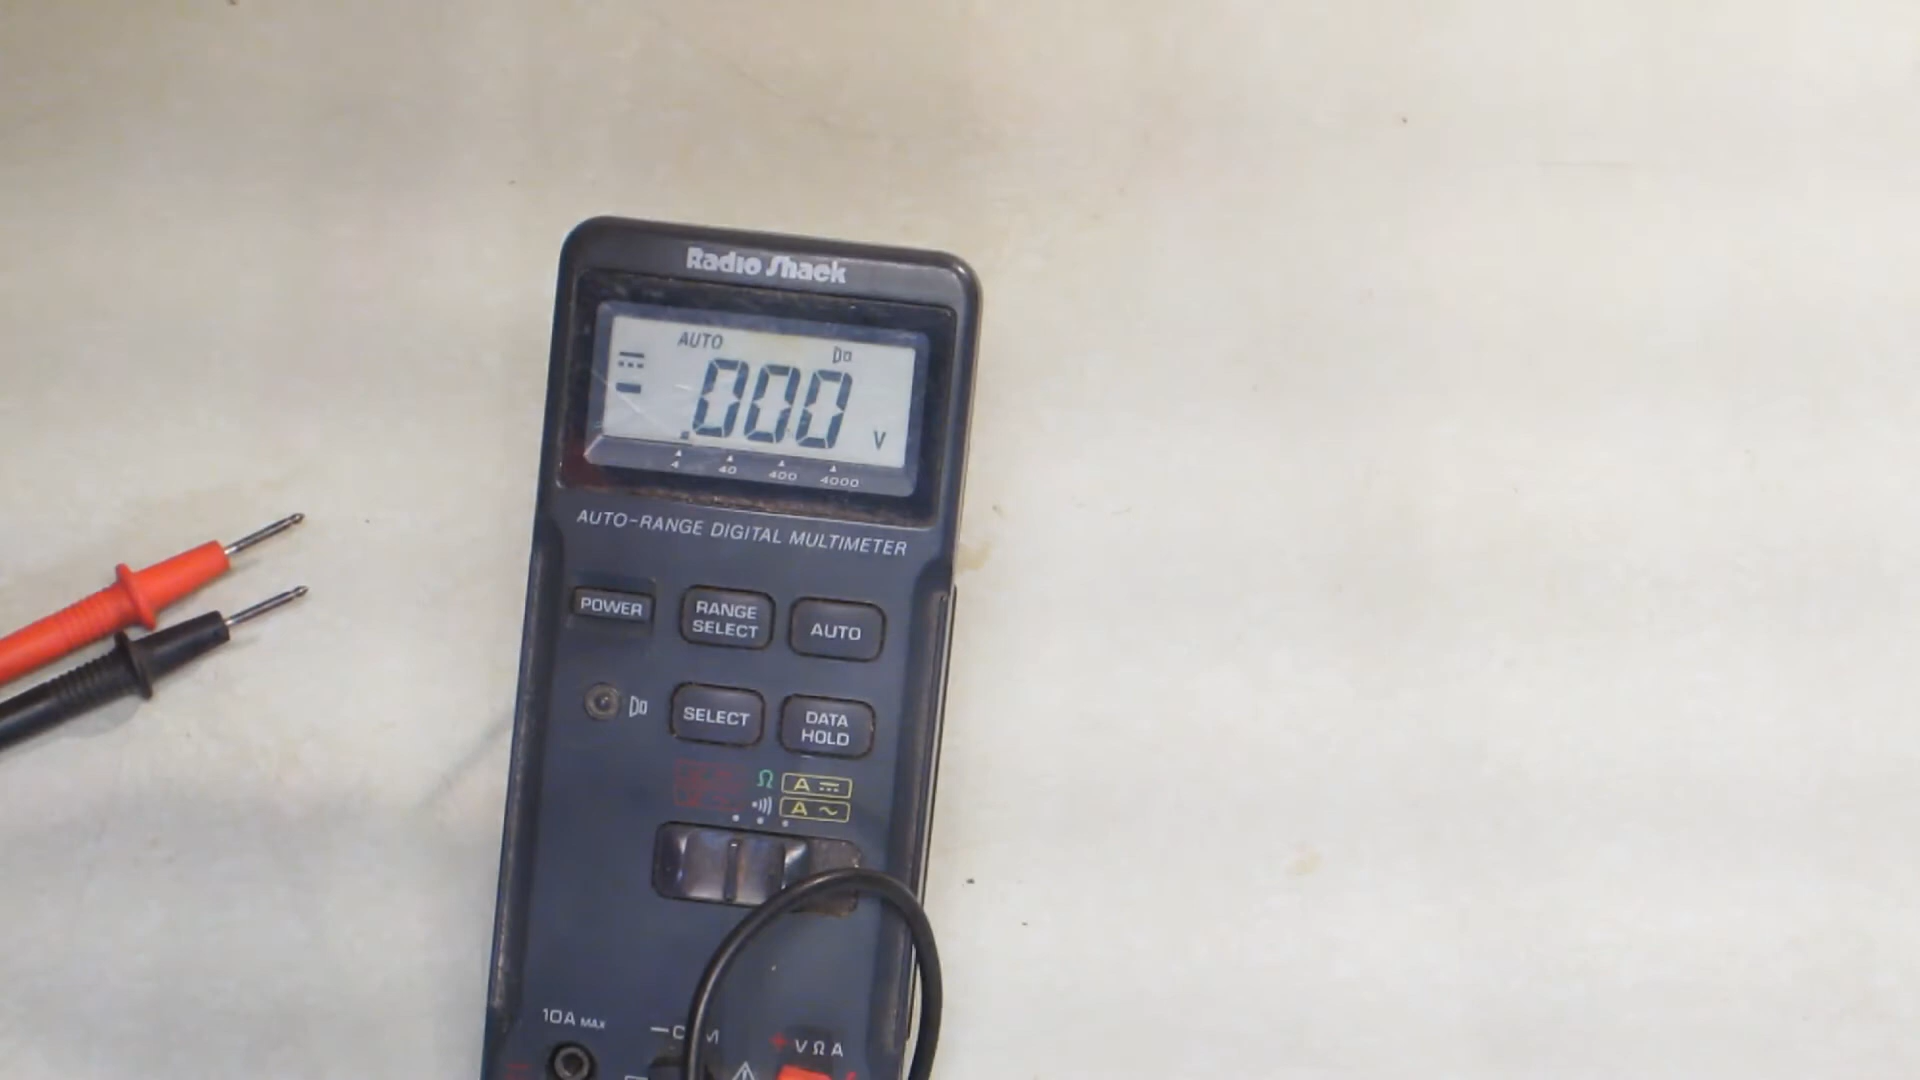 Radio Shack
AUTO
.000 V
4 40 400 4000
AUTO-RANGE DIGITAL MULTIMETER
POWER
RANGE SELECT
AUTO
SELECT
DATA HOLD
Ω A
A
10A MAX
V Ω A